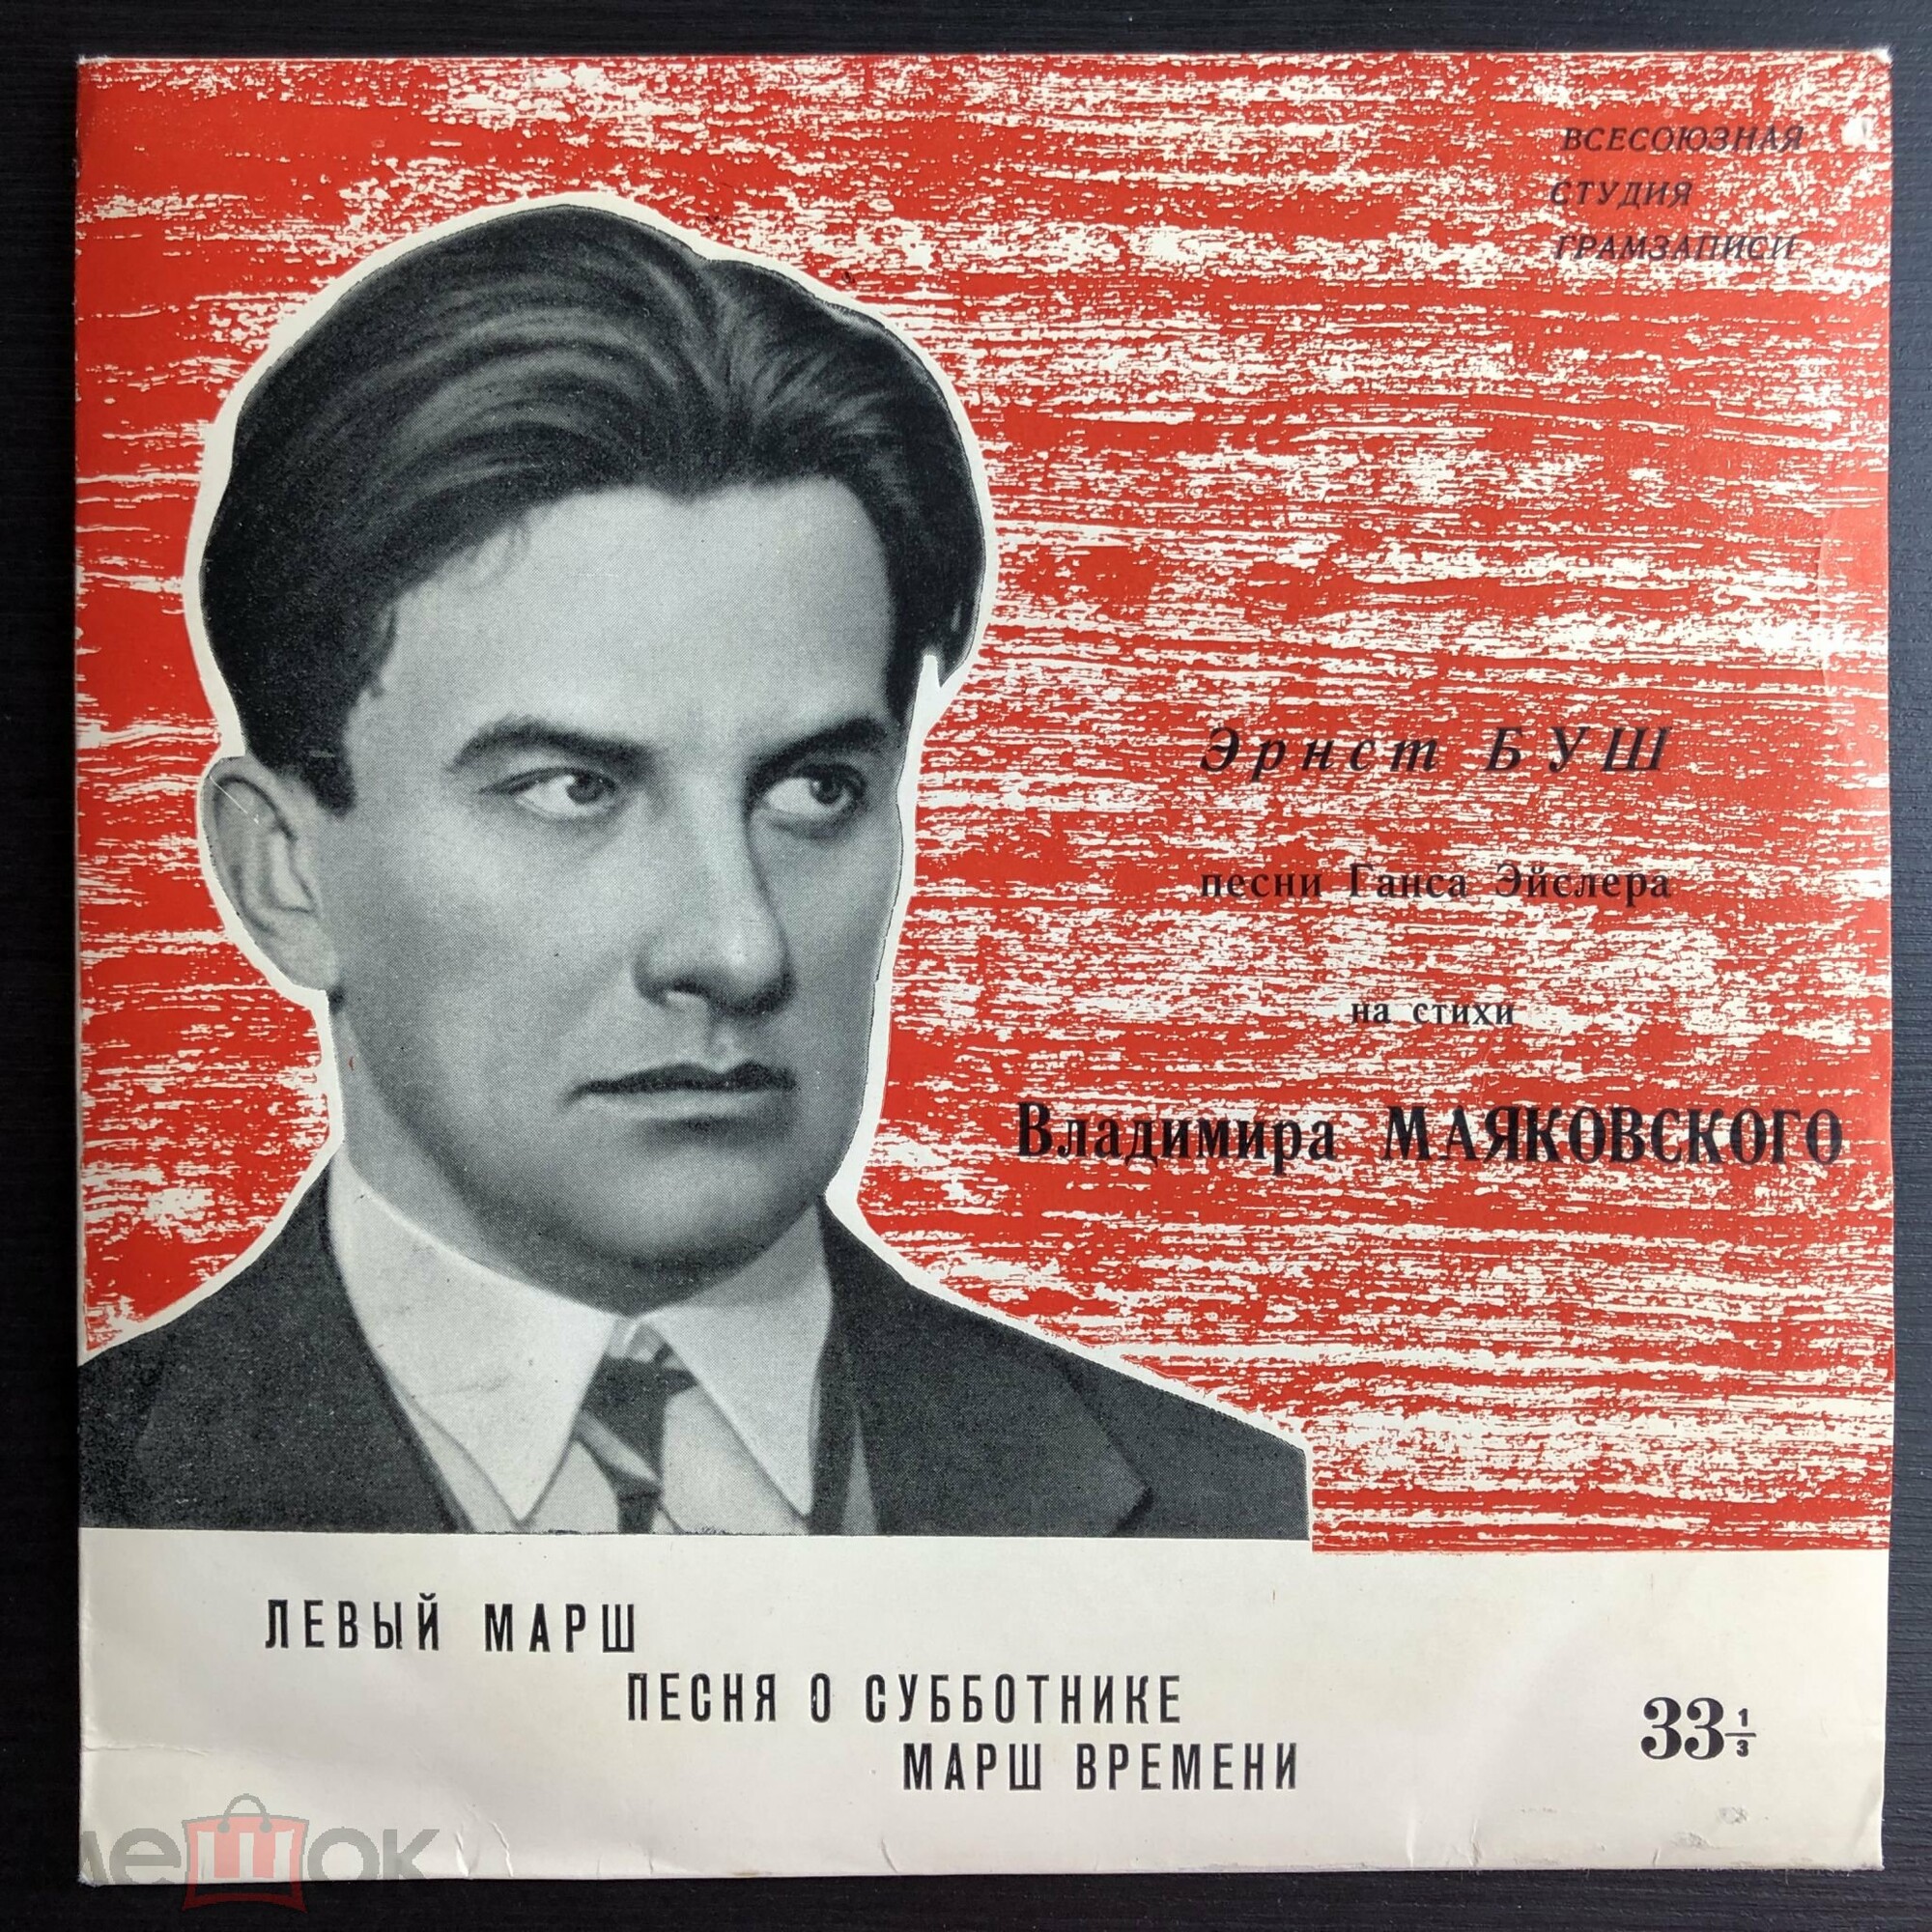 ВСЕСОЮЗНАЯ
СТУДИЯ
ГРАМЗАПИСИ
Эрнст БУШ
песни Ганса Эйслера
на стихи
Владимира МАЯКОВСКОГО
ЛЕВЫЙ МАРШ
ПЕСНЯ О СУББОТНИКЕ
МАРШ ВРЕМЕНИ
33 1/3
мешок